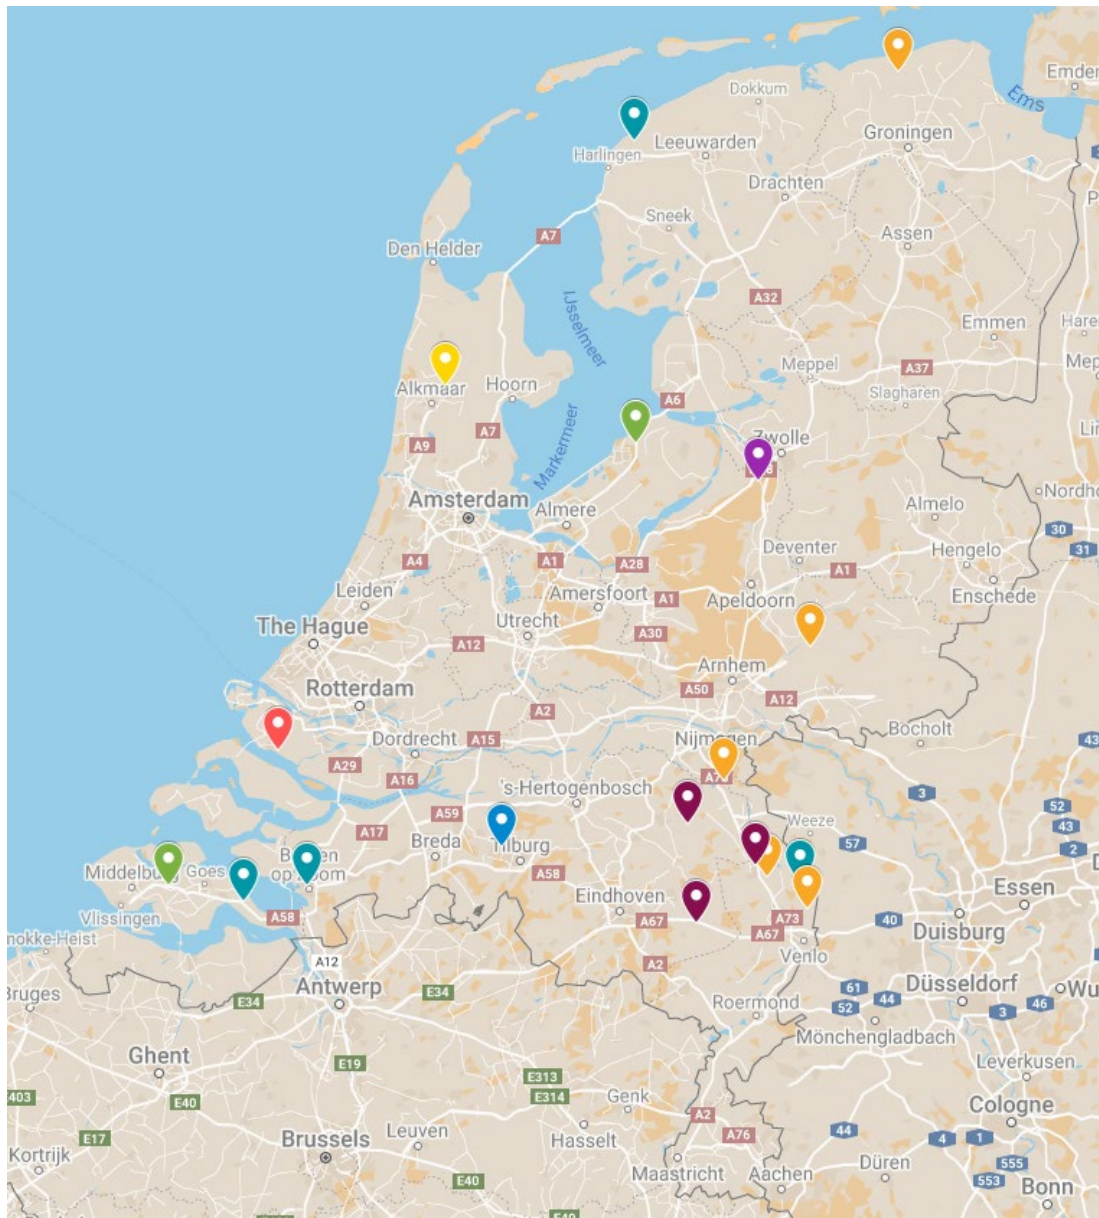 Emden
Ems
Dokkum
Groningen
Leeuwarden
Harlingen
Drachten
Sneek
Assen
A7
Den Helder
A32
IJsselmeer
Emmen
Meppel
A37
Slagharen
Alkmaar
Hoorn
A6
A7
Markermeer
A9
Zwolle
Amsterdam
Almere
Almelo
30
31
Deventer
Hengelo
A4
A1
A28
A1
Leiden
Amersfoort
A1
Apeldoorn
Enschede
The Hague
Utrecht
A30
A12
Arnhem
Rotterdam
A50
A12
A2
Bocholt
Dordrecht
A15
Nijmegen
43
A29
A16
's-Hertogenbosch
3
52
A59
Weeze
43
A17
Breda
Tilburg
57
2
Middelburg
Goes
A58
Essen
Vlissingen
A58
Eindhoven
A67
A73
40
A67
Duisburg
A12
Venlo
A2
Antwerp
E34
61
Düsseldorf
E34
Roermond
52
44
46
3
Mönchengladbach
Ghent
E19
Leverkusen
E313
E40
E314
Genk
Cologne
E17
Brussels
Leuven
Hasselt
A2
A76
44
4
1
Kortrijk
Maastricht
Aachen
Düren
555
553
E40
Bonn